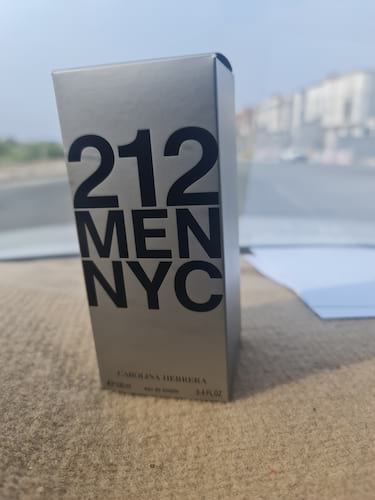 212
MEN
NYC
CAROLINA HERRERA
eau de toilette
3.4 FL.OZ